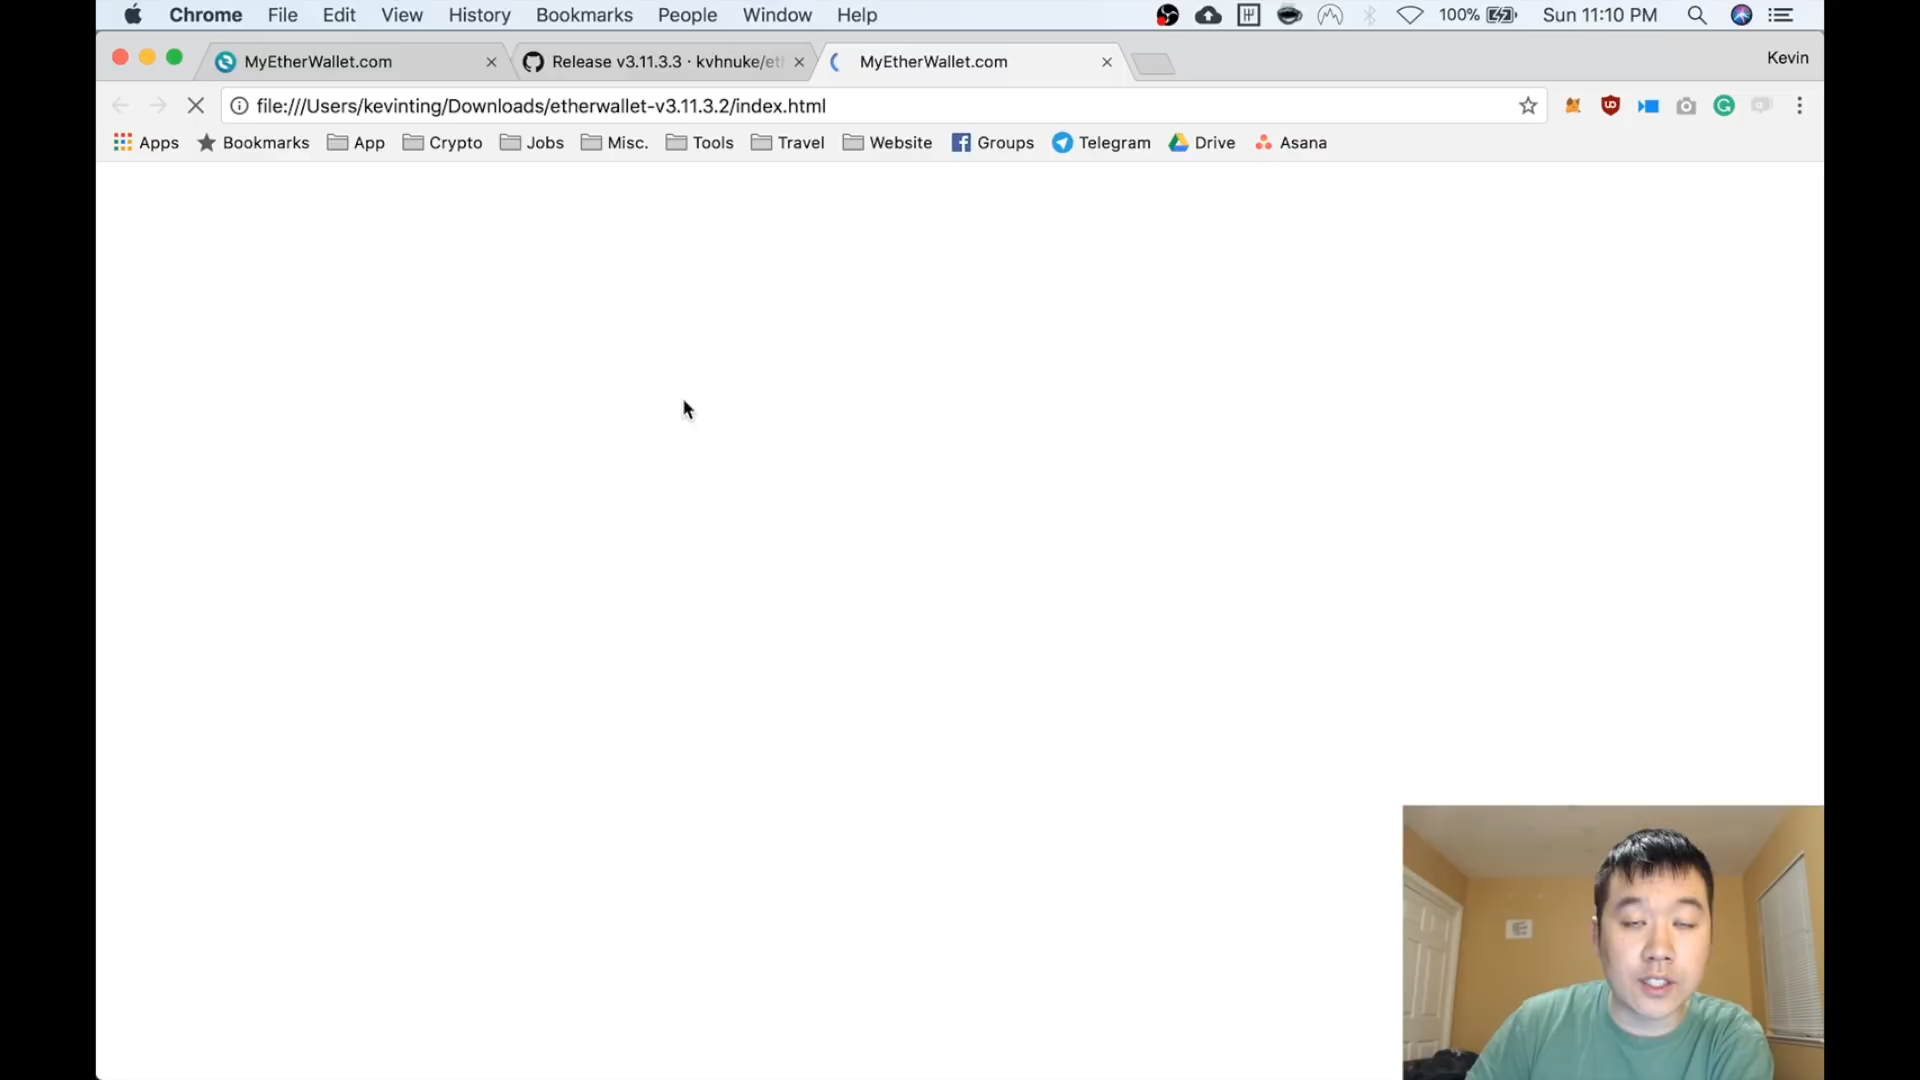 Chrome File Edit View History Bookmarks People Window Help 100% Sun 11:10 PM
MyEtherWallet.com Release v3.11.3.3 · kvhnuke/et MyEtherWallet.com Kevin
file:///Users/kevinting/Downloads/etherwallet-v3.11.3.2/index.html
Apps Bookmarks App Crypto Jobs Misc. Tools Travel Website Groups Telegram Drive Asana